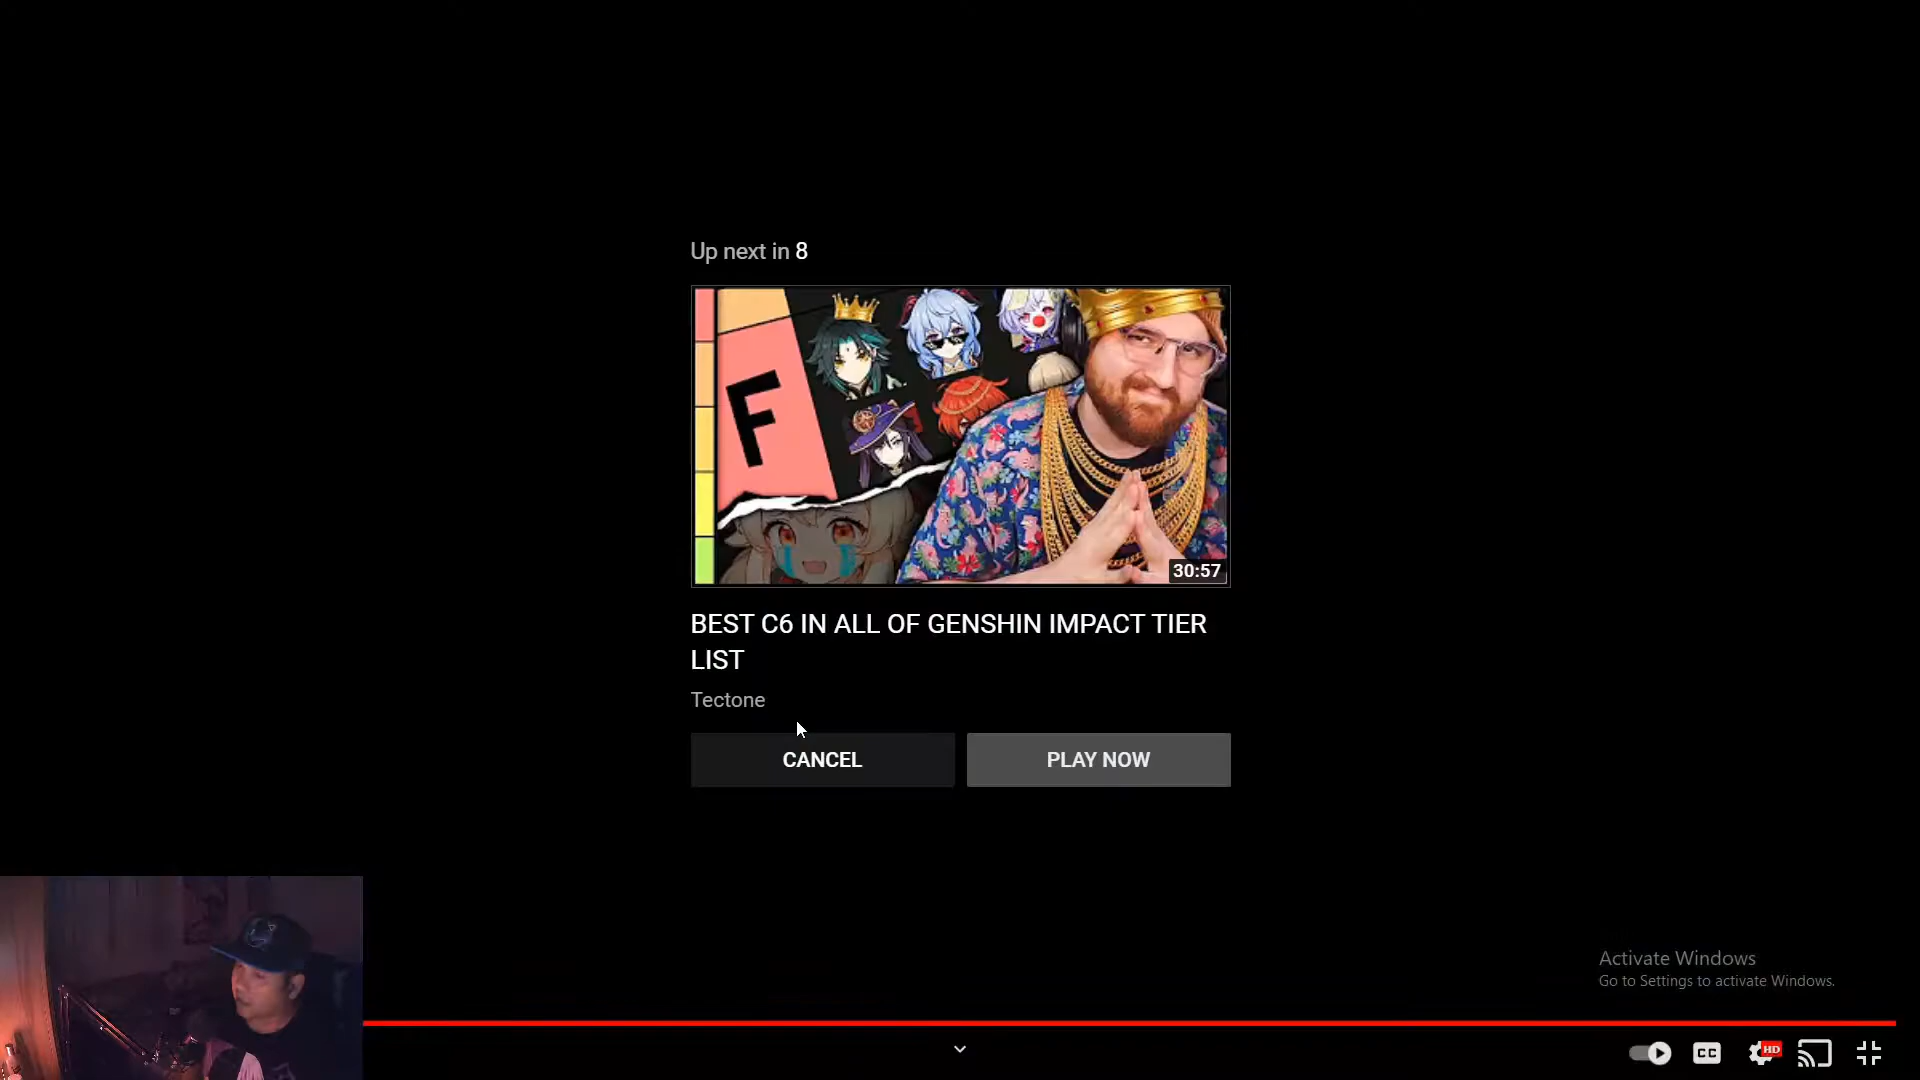 Up next in 8
F
30:57
BEST C6 IN ALL OF GENSHIN IMPACT TIER
LIST
Tectone
CANCEL
PLAY NOW
Activate Windows
Go to Settings to activate Windows.
CC
HD